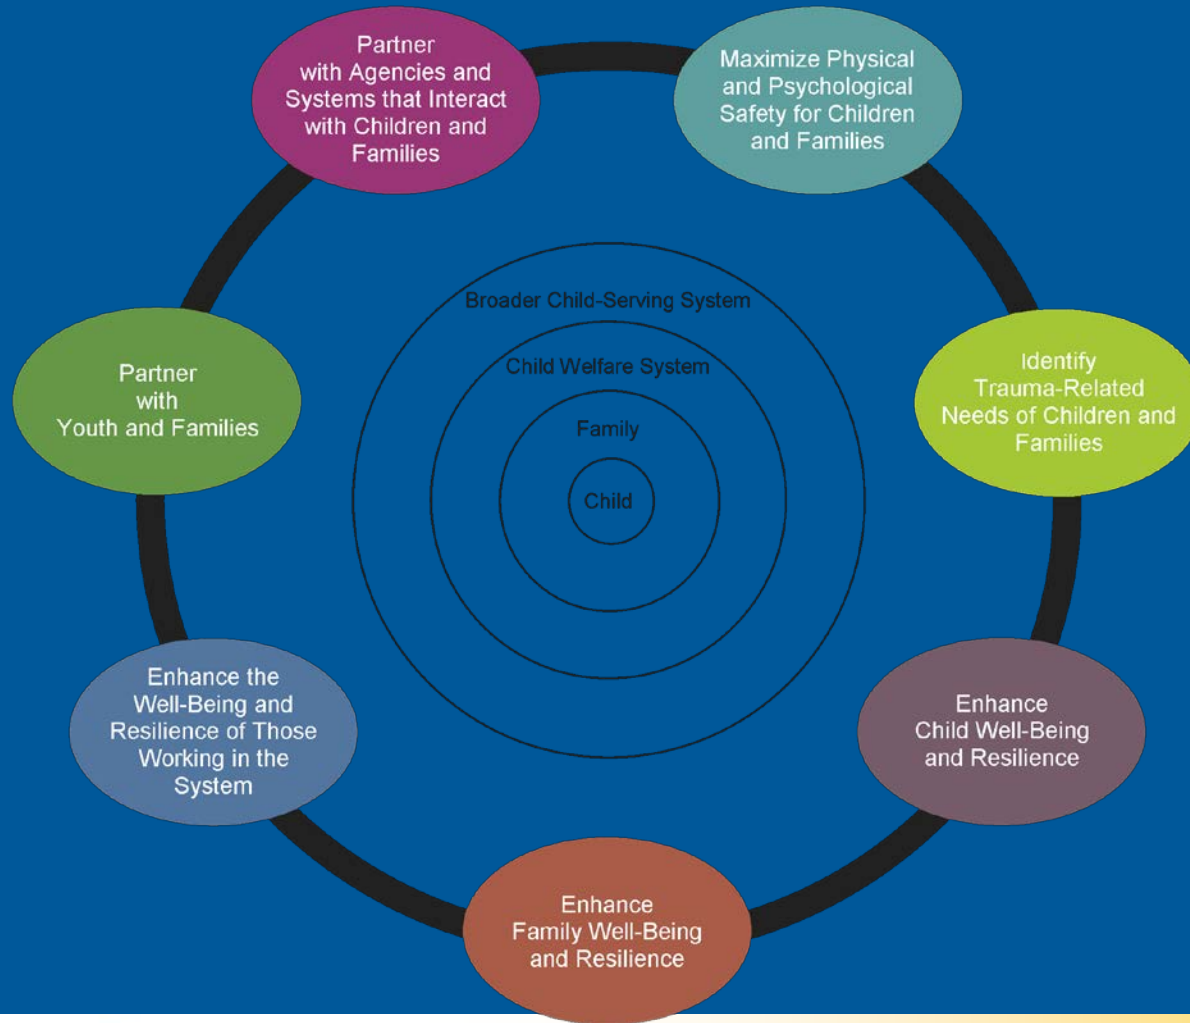 Partner
with Agencies and
Systems that Interact
with Children and
Families
Maximize Physical
and Psychological
Safety for Children
and Families
Identify
Trauma-Related
Needs of Children and
Families
Enhance
Child Well-Being
and Resilience
Enhance
Family Well-Being
and Resilience
Enhance the
Well-Being and
Resilience of Those
Working in the
System
Partner
with
Youth and Families
Broader Child-Serving System
Child Welfare System
Family
Child